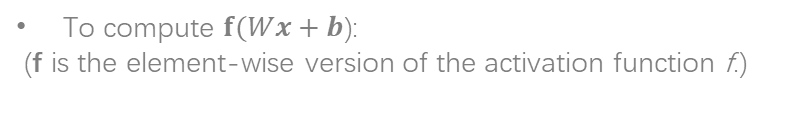 • To compute f(Wx + b):
(f is the element-wise version of the activation function f.)